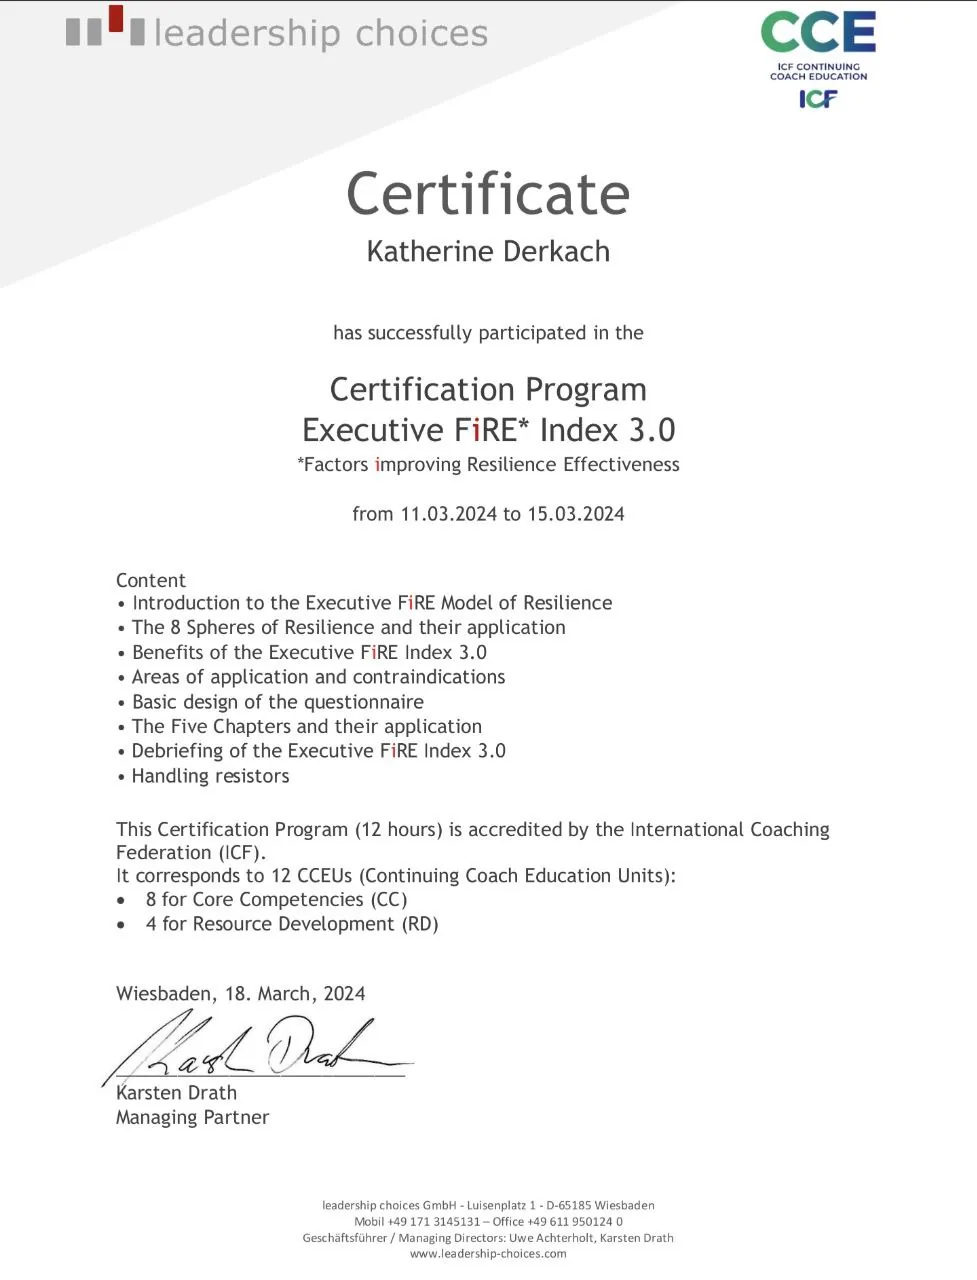 leadership choices
CCE
ICF CONTINUING
COACH EDUCATION
ICF
Certificate
Katherine Derkach
has successfully participated in the
Certification Program
Executive FiRE* Index 3.0
*Factors improving Resilience Effectiveness
from 11.03.2024 to 15.03.2024
Content
• Introduction to the Executive FiRE Model of Resilience
• The 8 Spheres of Resilience and their application
• Benefits of the Executive FiRE Index 3.0
• Areas of application and contraindications
• Basic design of the questionnaire
• The Five Chapters and their application
• Debriefing of the Executive FiRE Index 3.0
• Handling resistors
This Certification Program (12 hours) is accredited by the International Coaching
Federation (ICF).
It corresponds to 12 CCEUs (Continuing Coach Education Units):
• 8 for Core Competencies (CC)
• 4 for Resource Development (RD)
Wiesbaden, 18. March, 2024
Karsten Drath
Karsten Drath
Managing Partner
leadership choices GmbH - Luisenplatz 1 - D-65185 Wiesbaden
Mobil +49 171 3145131 – Office +49 611 950124 0
Geschäftsführer / Managing Directors: Uwe Achterholt, Karsten Drath
www.leadership-choices.com